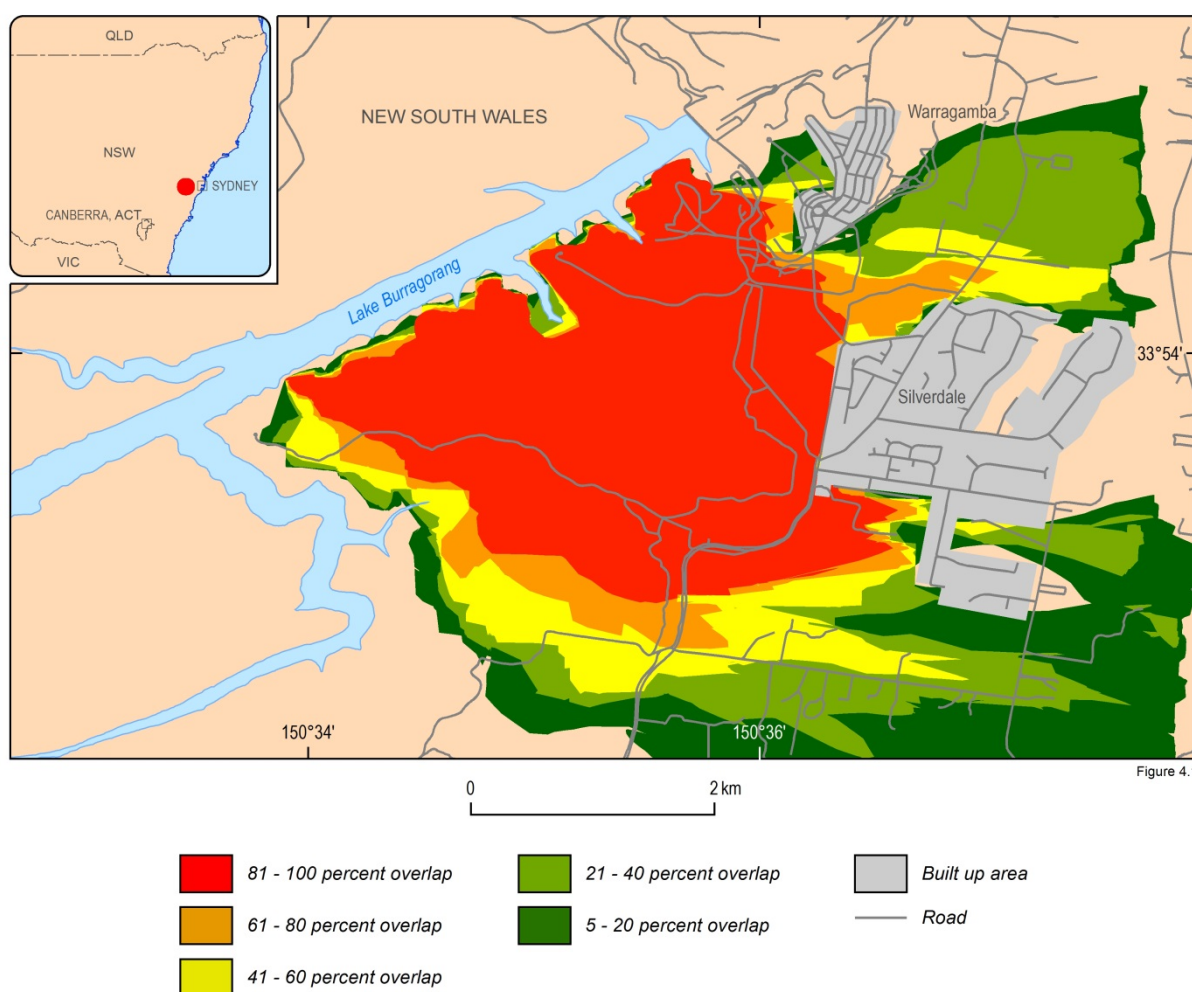 QLD
NSW
SYDNEY
CANBERRA, ACT
VIC
NEW SOUTH WALES
Warragamba
Lake Burragorang
33°54'
Silverdale
150°34'
150°36'
Figure 4.
0
2 km
81 - 100 percent overlap
21 - 40 percent overlap
Built up area
61 - 80 percent overlap
5 - 20 percent overlap
Road
41 - 60 percent overlap